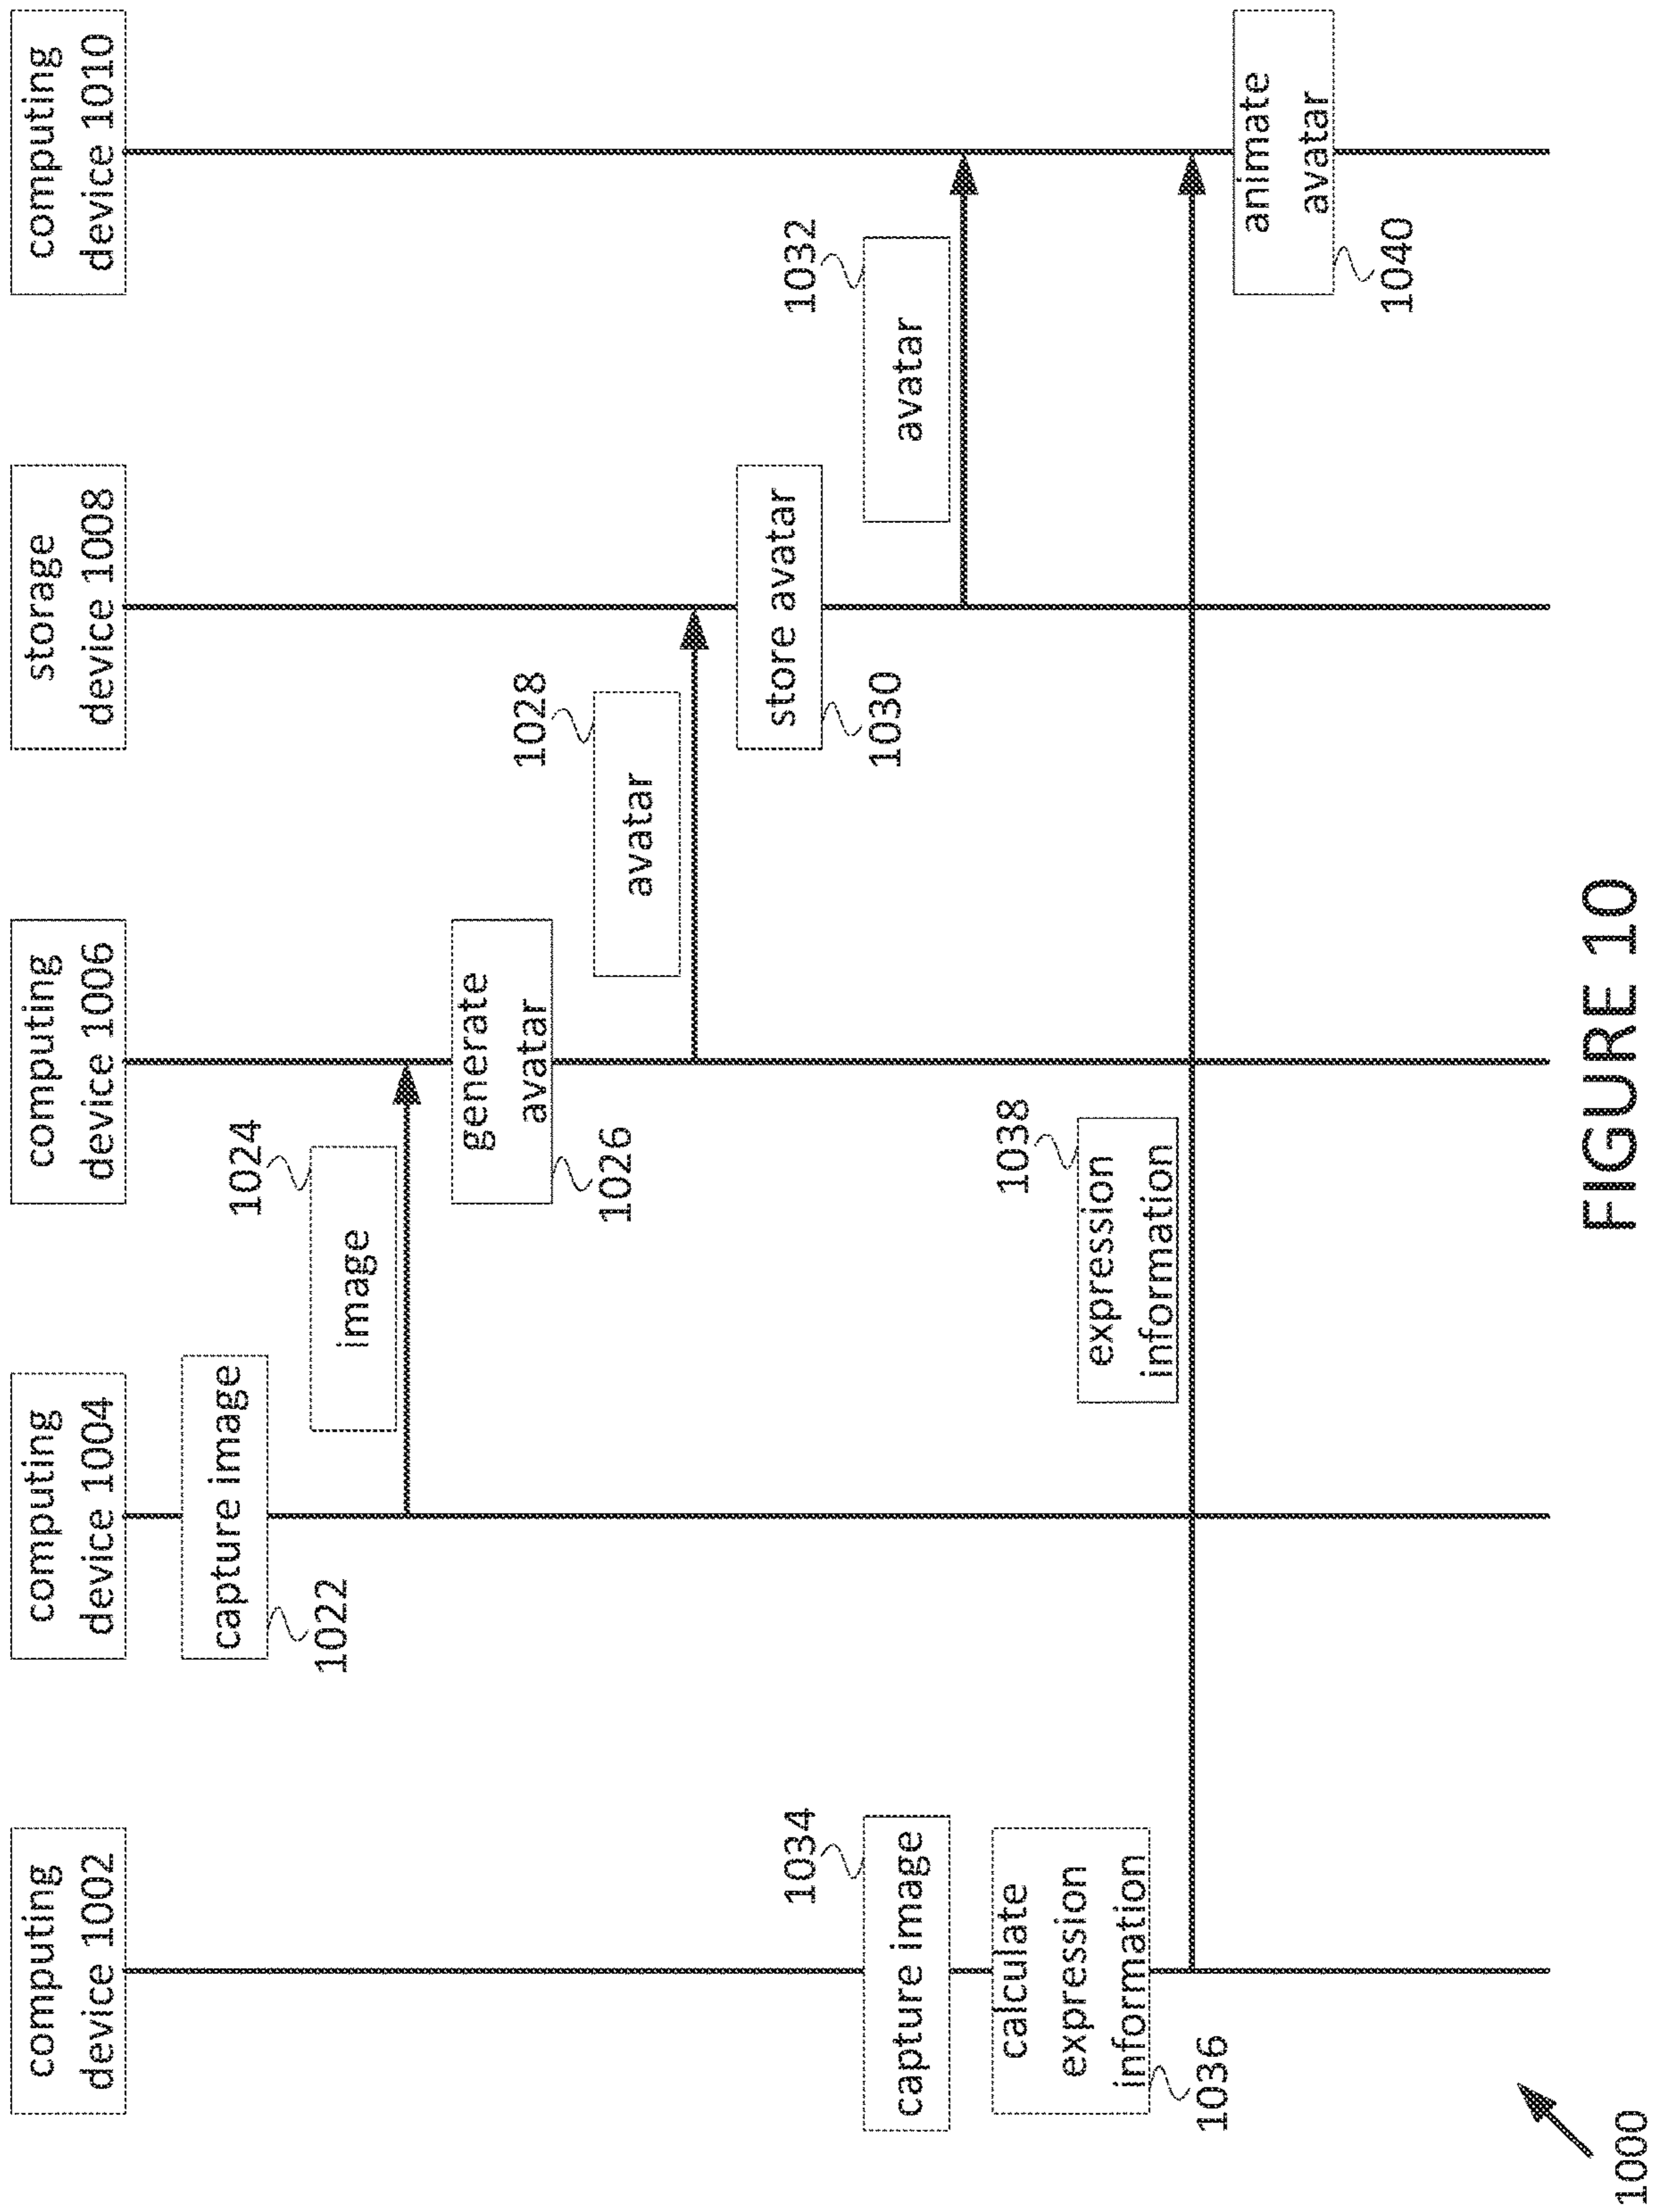 computing
device 1002
computing
device 1004
computing
device 1006
storage
device 1008
computing
device 1010
capture image
1022
1024
image
generate
avatar
1026
1028
avatar
store avatar
1030
1032
avatar
1034
capture image
calculate
expression
information
1036
1038
expression
information
animate
avatar
1040
1000
FIGURE 10